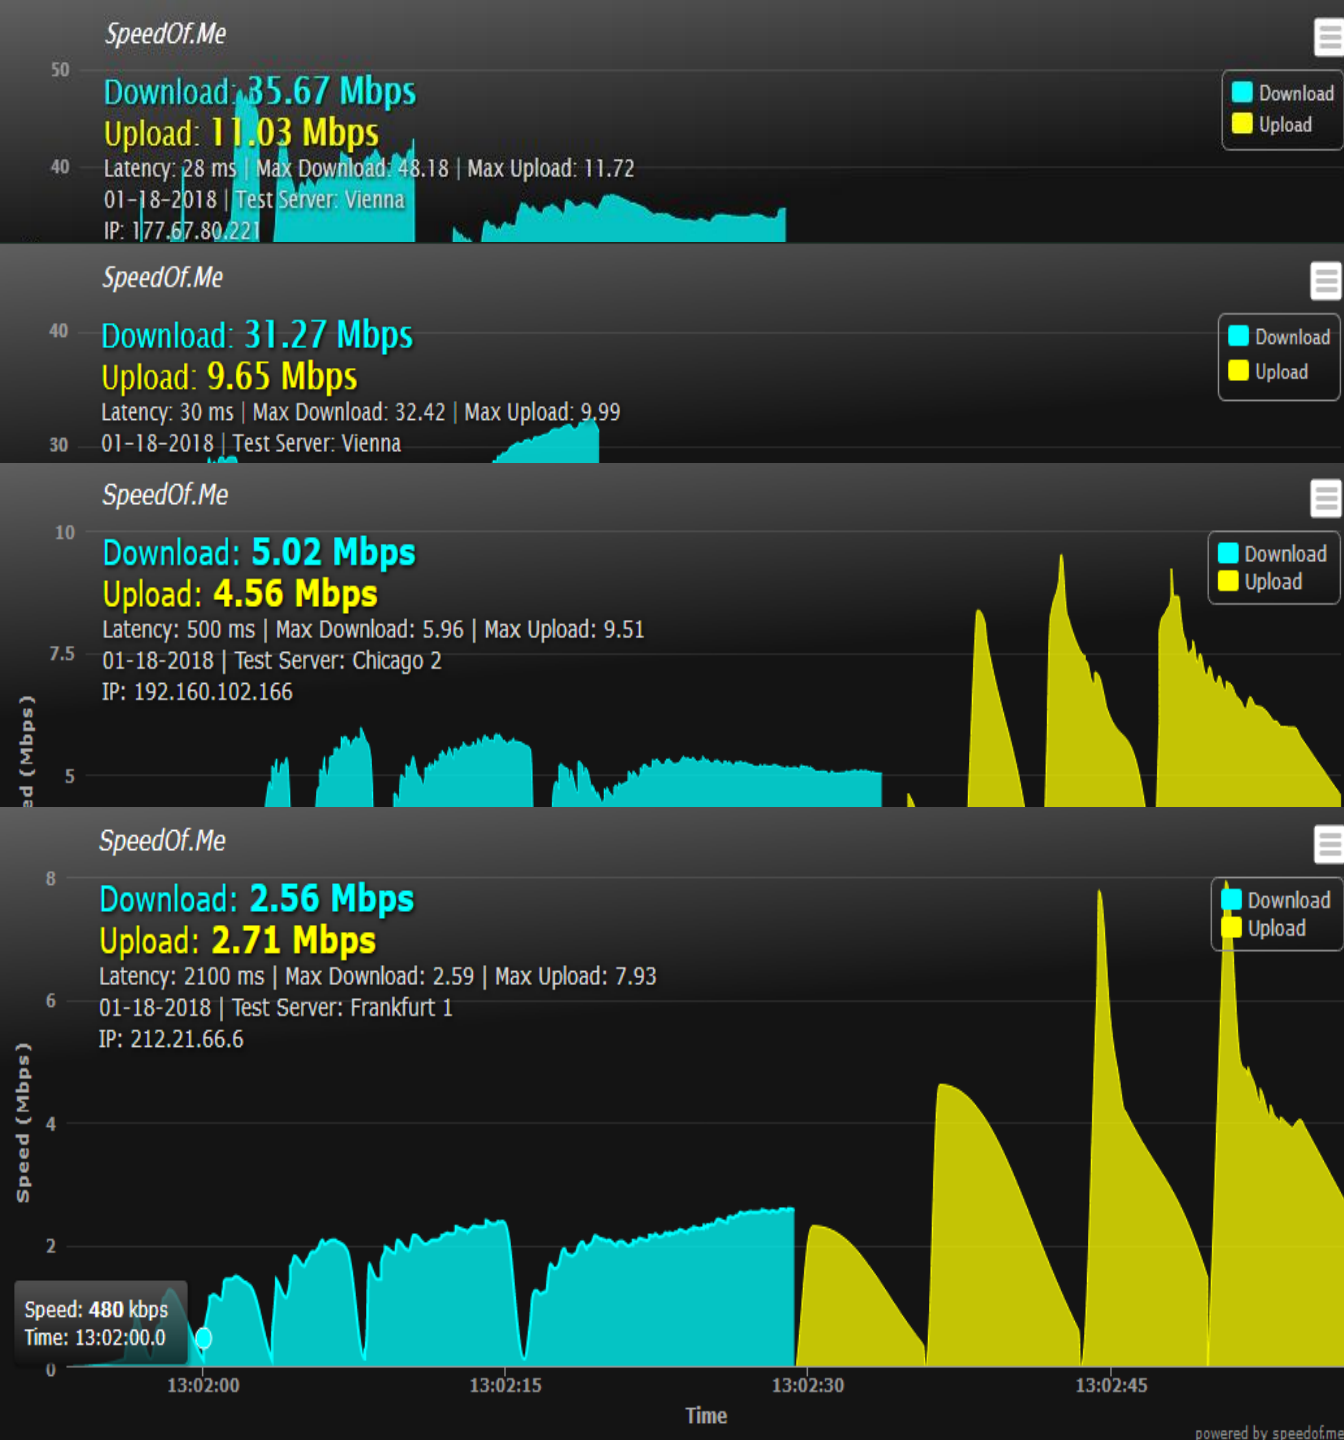 SpeedOf.Me
50
Download: 35.67 Mbps
Download
Upload: 11.03 Mbps
Upload
40
Latency: 28 ms | Max Download: 48.18 | Max Upload: 11.72
01-18-2018 | Test Server: Vienna
IP: 177.67.80.221
SpeedOf.Me
40
Download: 31.27 Mbps
Download
Upload: 9.65 Mbps
Upload
Latency: 30 ms | Max Download: 32.42 | Max Upload: 9.99
30
01-18-2018 | Test Server: Vienna
SpeedOf.Me
10
Download: 5.02 Mbps
Download
Upload: 4.56 Mbps
Upload
Latency: 500 ms | Max Download: 5.96 | Max Upload: 9.51
7.5
01-18-2018 | Test Server: Chicago 2
IP: 192.160.102.166
ed (Mbps)
5
SpeedOf.Me
8
Download: 2.56 Mbps
Download
Upload: 2.71 Mbps
Upload
Latency: 2100 ms | Max Download: 2.59 | Max Upload: 7.93
6
01-18-2018 | Test Server: Frankfurt 1
IP: 212.21.66.6
Speed (Mbps)
4
2
Speed: 480 kbps
Time: 13:02:00.0
0
13:02:00 13:02:15 13:02:30 13:02:45
Time
powered by speedof.me